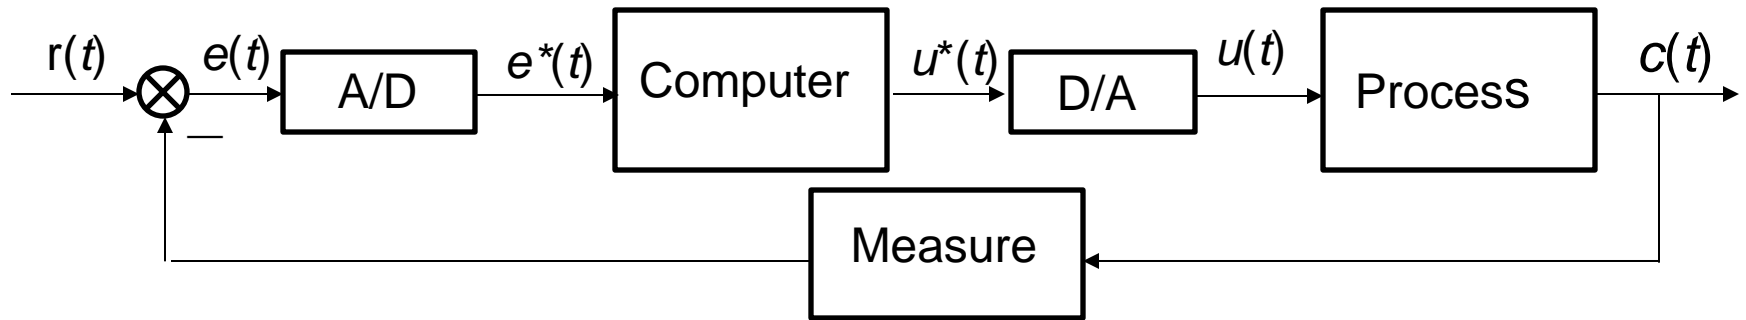 r(t)
e(t)
A/D
e*(t)
Computer
u*(t)
D/A
u(t)
Process
c(t)
—
Measure